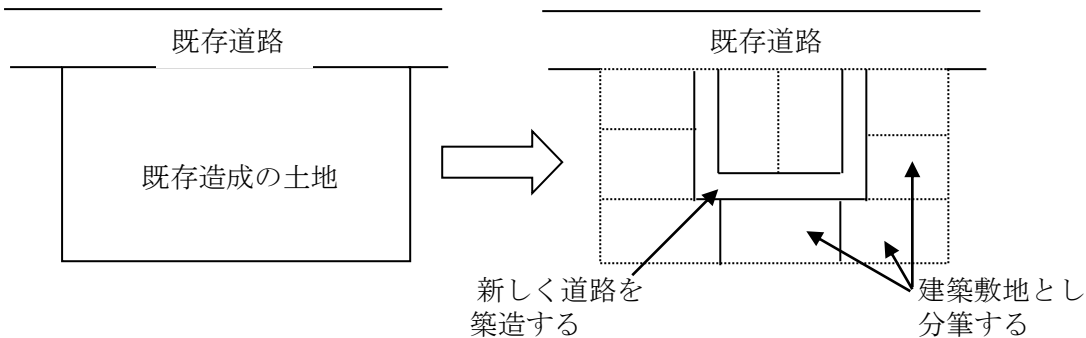 既存道路
既存道路
既存造成の土地
新しく道路を
築造する
建築敷地とし
分筆する